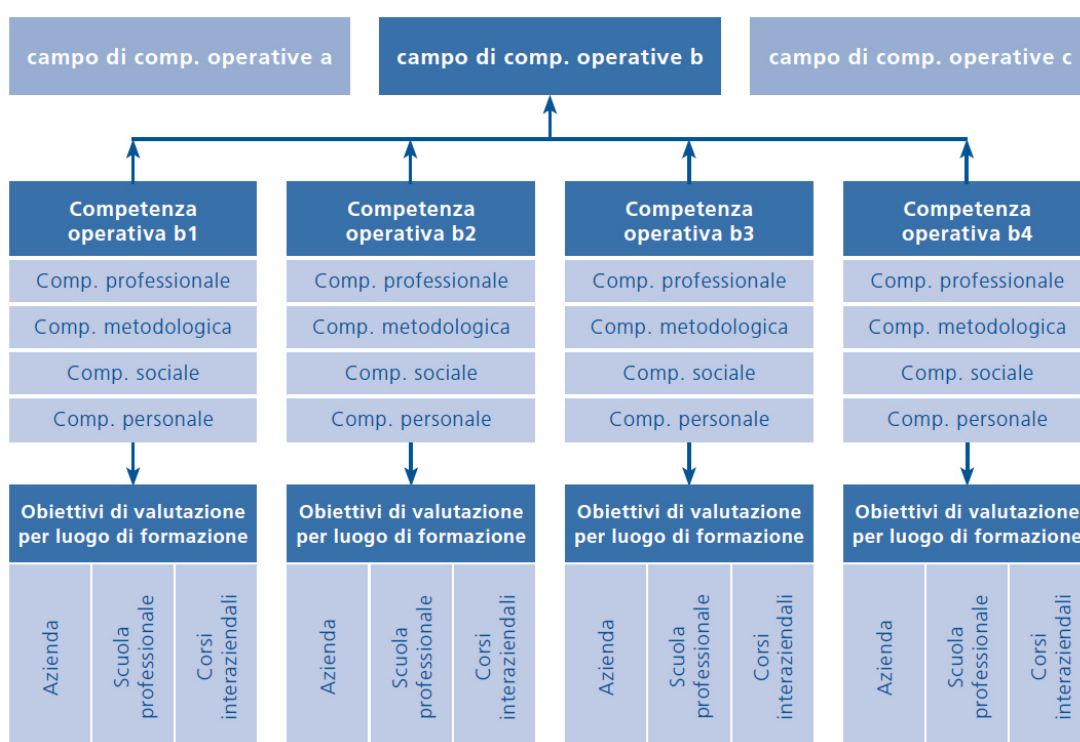 campo di comp. operative a
campo di comp. operative b
campo di comp. operative c
Competenza
operativa b1
Comp. professionale
Comp. metodologica
Comp. sociale
Comp. personale
Obiettivi di valutazione
per luogo di formazione
Azienda
Scuola
professionale
Corsi
interaziendali
Competenza
operativa b2
Comp. professionale
Comp. metodologica
Comp. sociale
Comp. personale
Obiettivi di valutazione
per luogo di formazione
Azienda
Scuola
professionale
Corsi
interaziendali
Competenza
operativa b3
Comp. professionale
Comp. metodologica
Comp. sociale
Comp. personale
Obiettivi di valutazione
per luogo di formazione
Azienda
Scuola
professionale
Corsi
interaziendali
Competenza
operativa b4
Comp. professionale
Comp. metodologica
Comp. sociale
Comp. personale
Obiettivi di valutazione
per luogo di formazione
Azienda
Scuola
professionale
Corsi
interaziendali